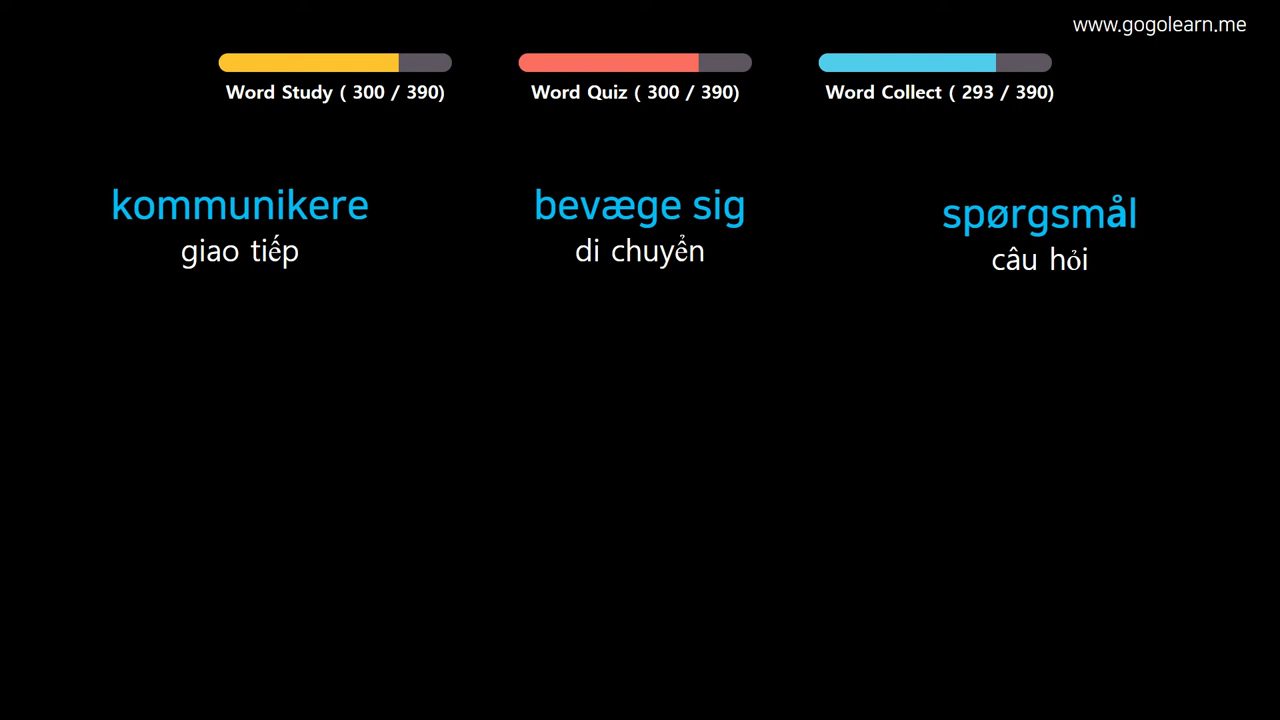 www.gogolearn.me
Word Study ( 300 / 390)
Word Quiz ( 300 / 390)
Word Collect ( 293 / 390)
kommunikere
giao tiếp
bevæge sig
di chuyển
spørgsmål
câu hỏi